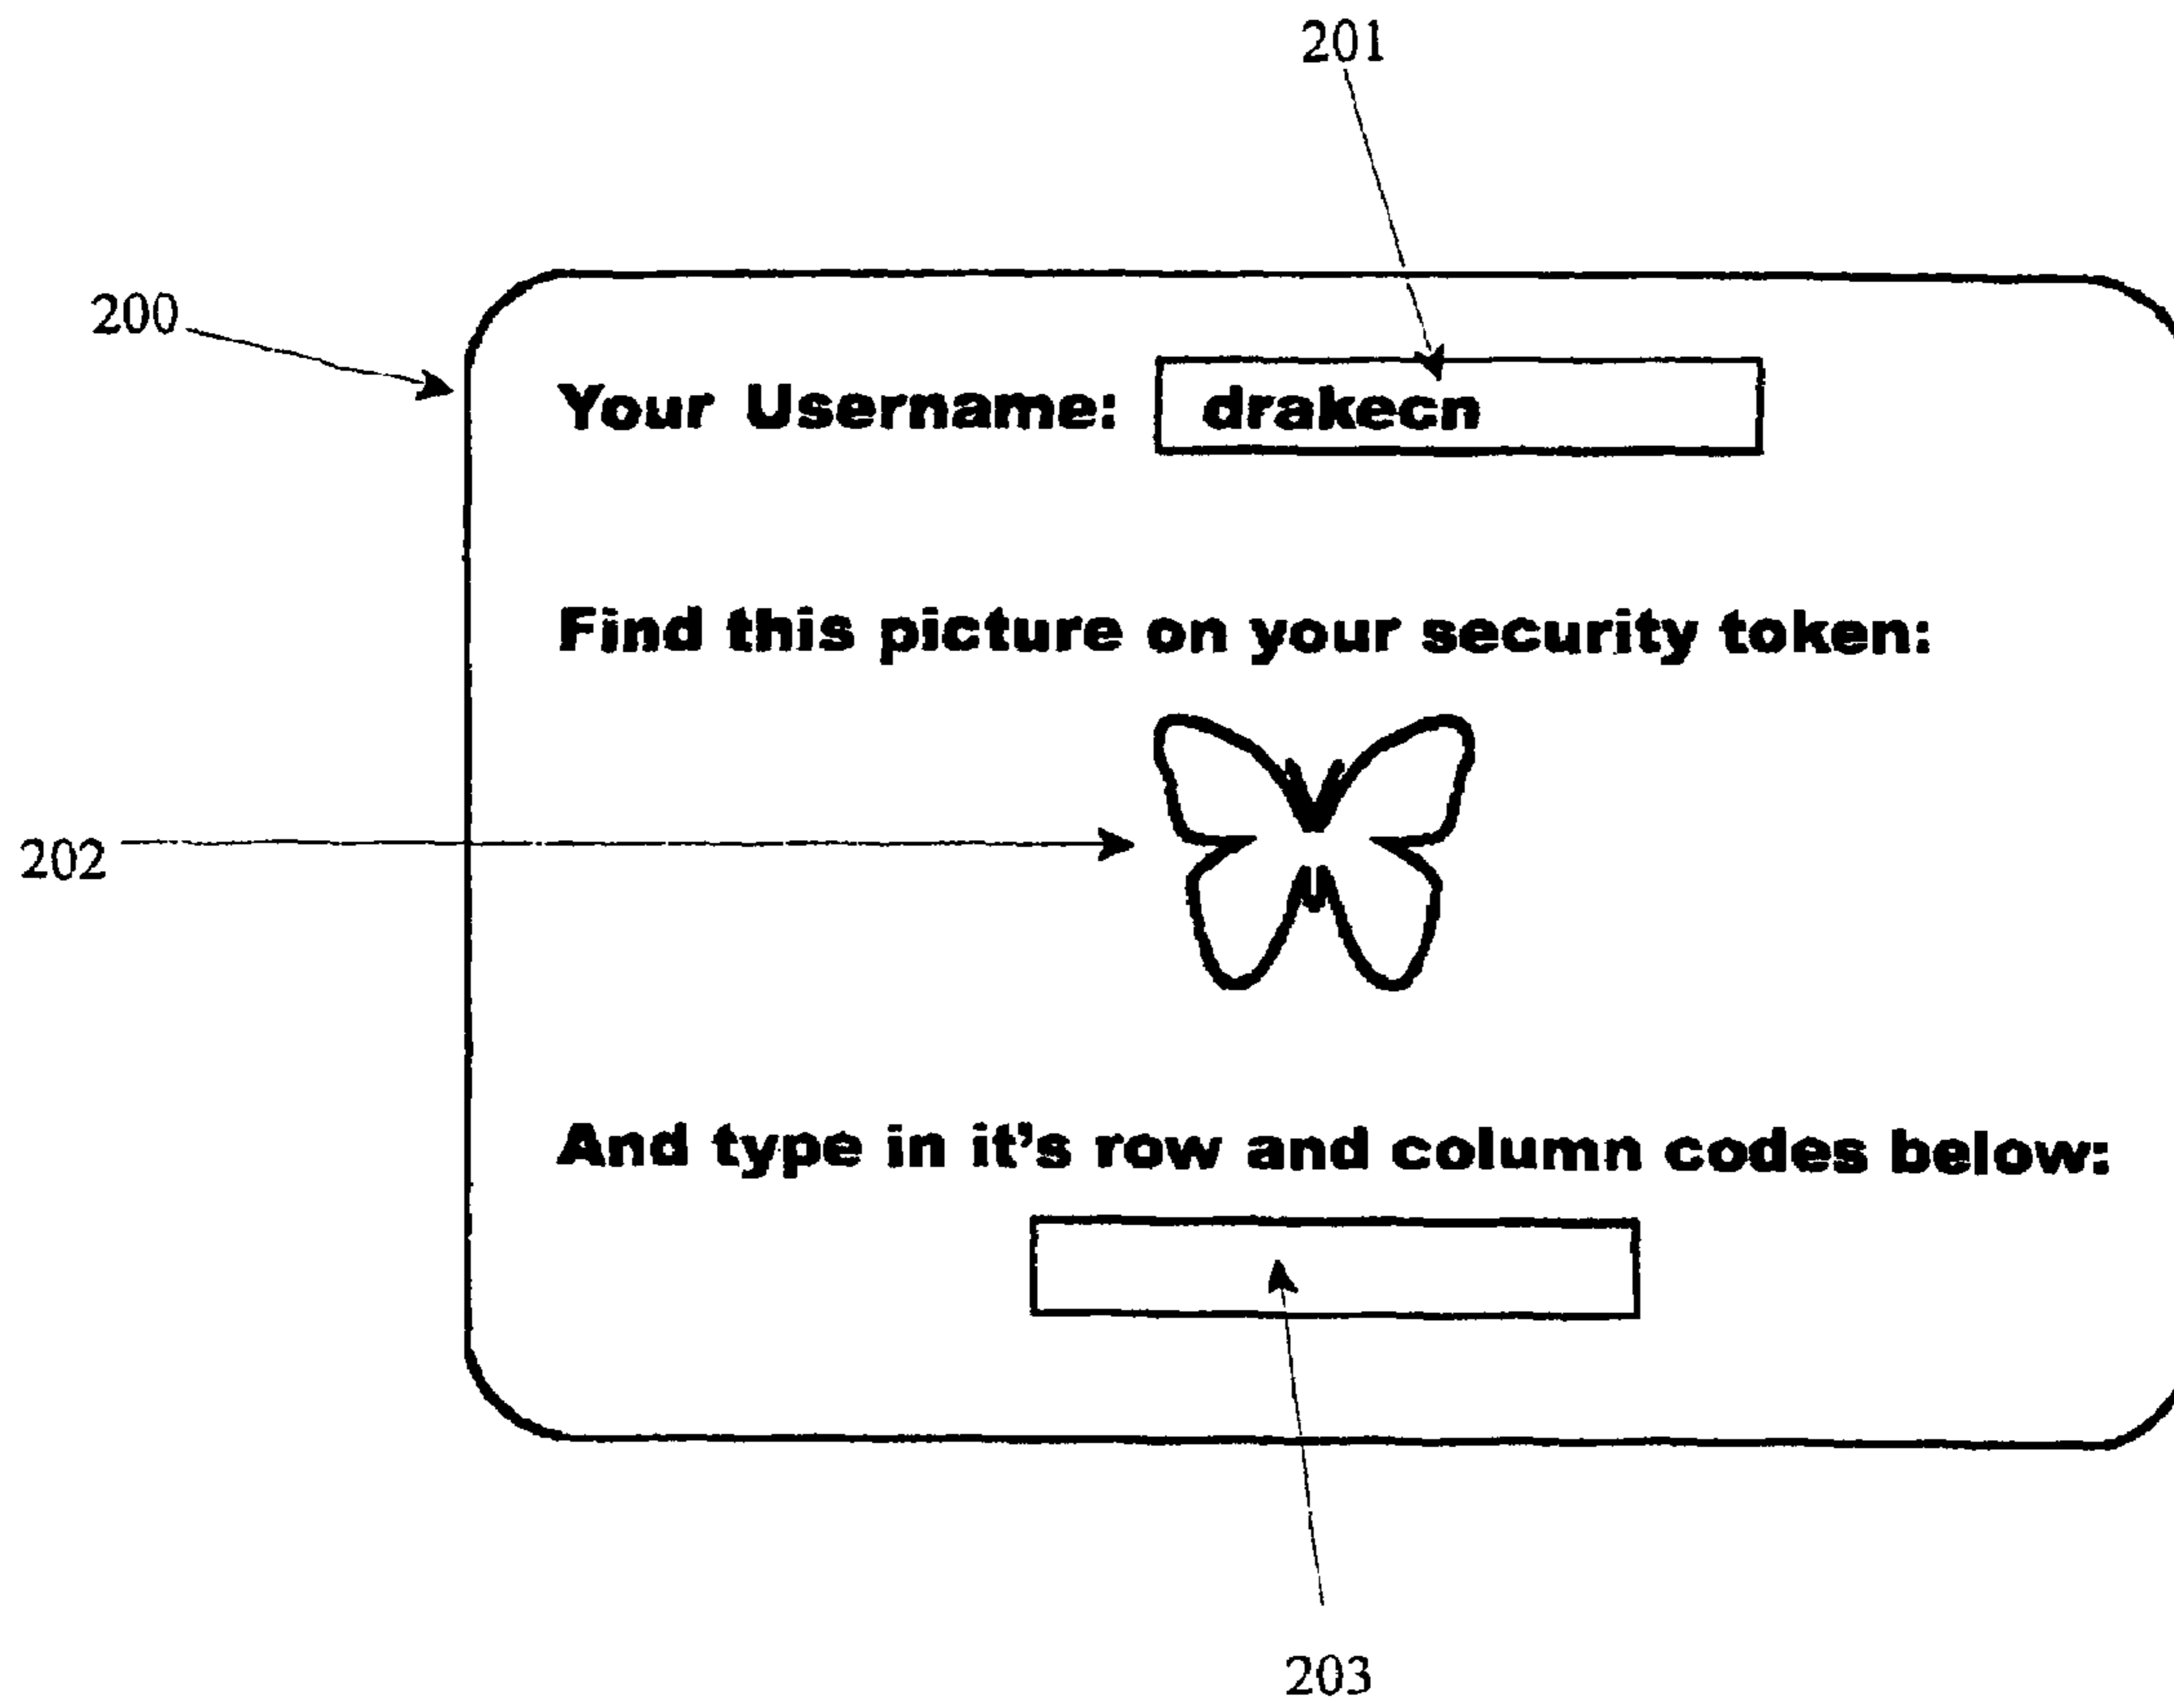 201
200
Your Username: drakecn
Find this picture on your security token:
202
And type in it's row and column codes below:
203